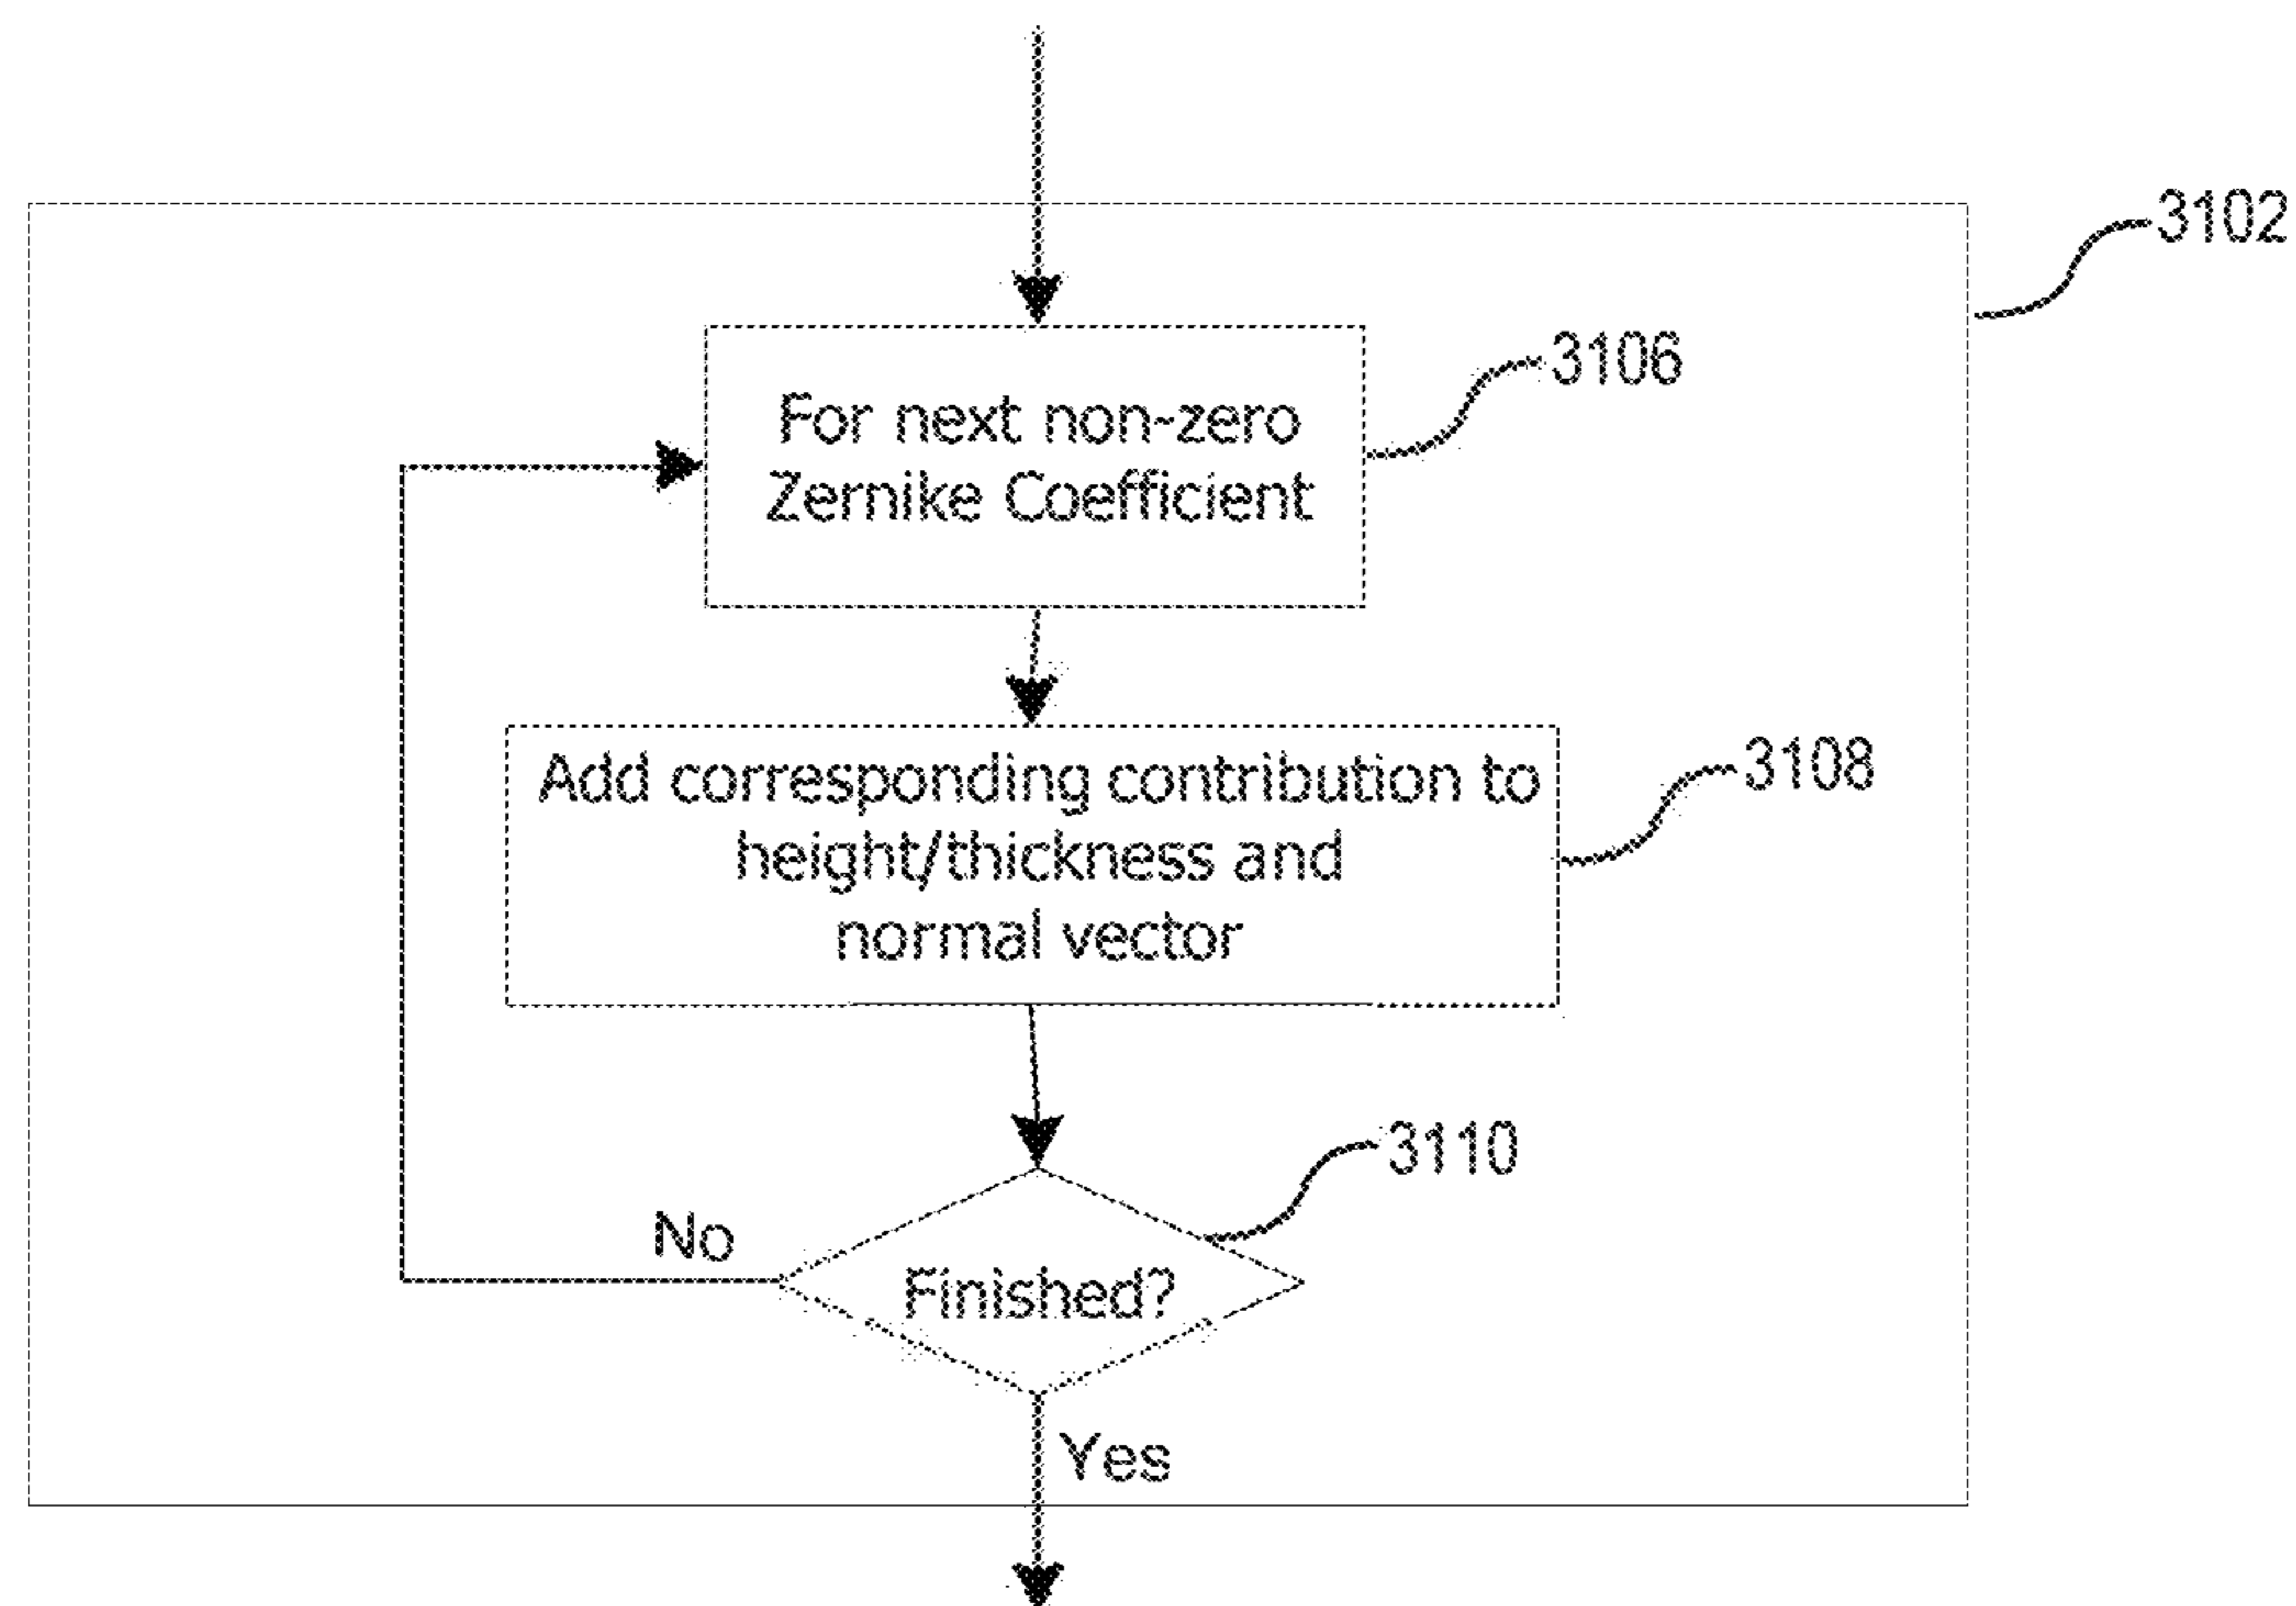 3102
3106
For next non-zero
Zernike Coefficient
3108
Add corresponding contribution to
height/thickness and
normal vector
3110
No
Finished?
Yes